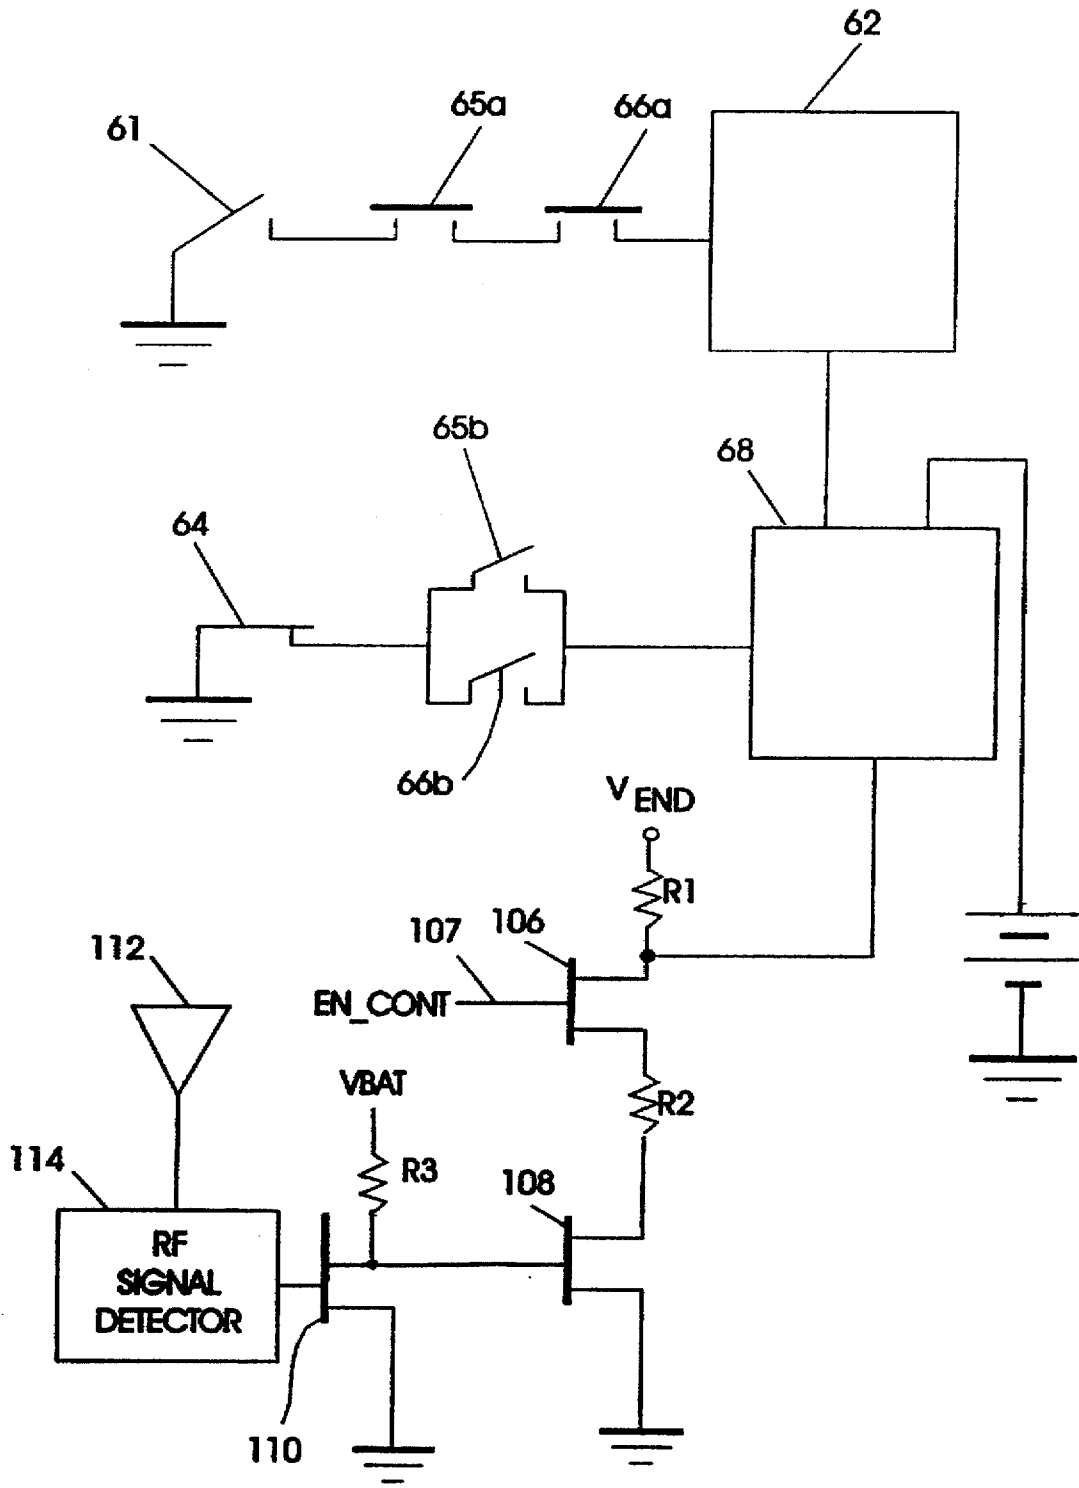 62
61
65a
66a
65b
68
64
66b
V END
R1
106
107
112
EN_CONT
VBAT
R2
114
R3
108
RF
SIGNAL
DETECTOR
110